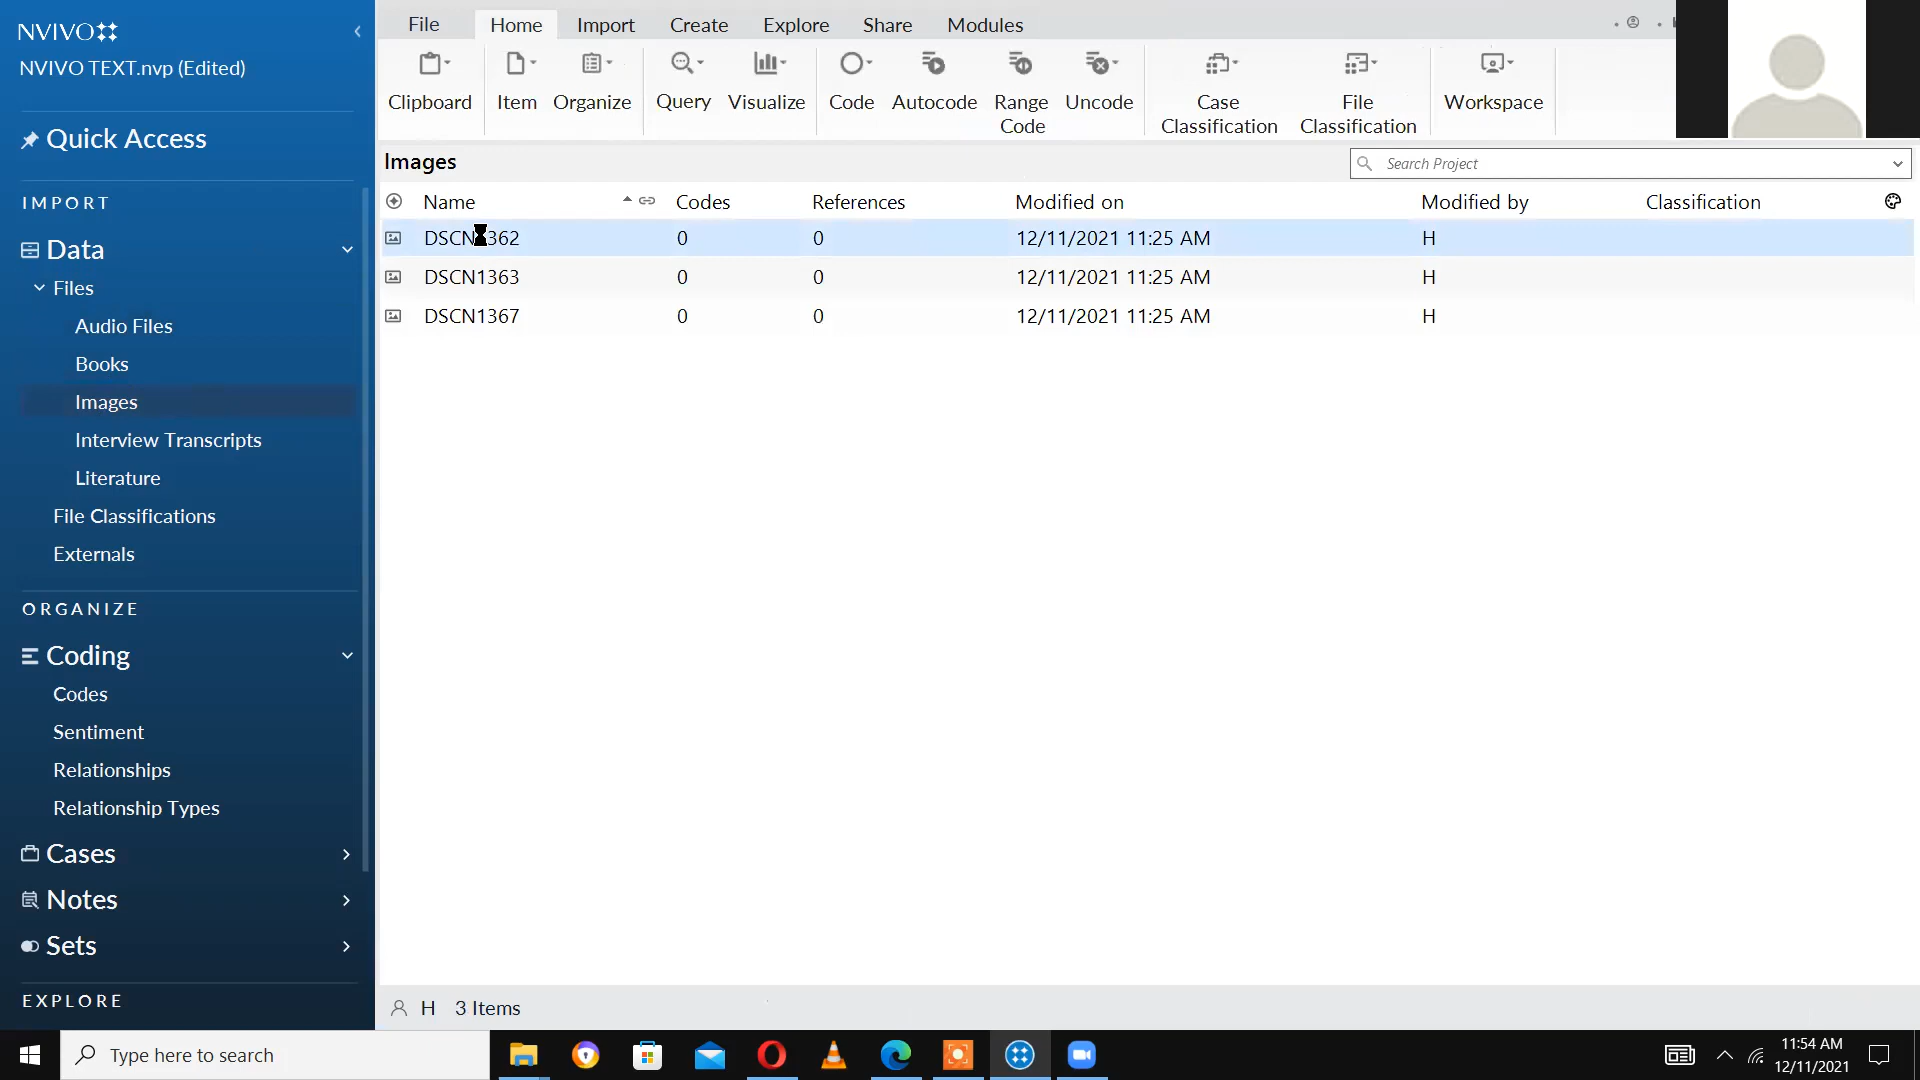 NVIVO
NVIVO TEXT.nvp (Edited)
Quick Access
IMPORT
Data
Files
Audio Files
Books
Images
Interview Transcripts
Literature
File Classifications
Externals
ORGANIZE
Coding
Codes
Sentiment
Relationships
Relationship Types
Cases
Notes
Sets
EXPLORE
File Home Import Create Explore Share Modules
Clipboard Item Organize Query Visualize Code Autocode Range Code Uncode Case Classification File Classification Workspace
Images
Search Project
Name Codes References Modified on Modified by Classification
0 0 12/11/2021 11:25 AM H
DSCN1363 0 0 12/11/2021 11:25 AM H
DSCN1367 0 0 12/11/2021 11:25 AM H
H 3 Items
Type here to search
11:54 AM
12/11/2021